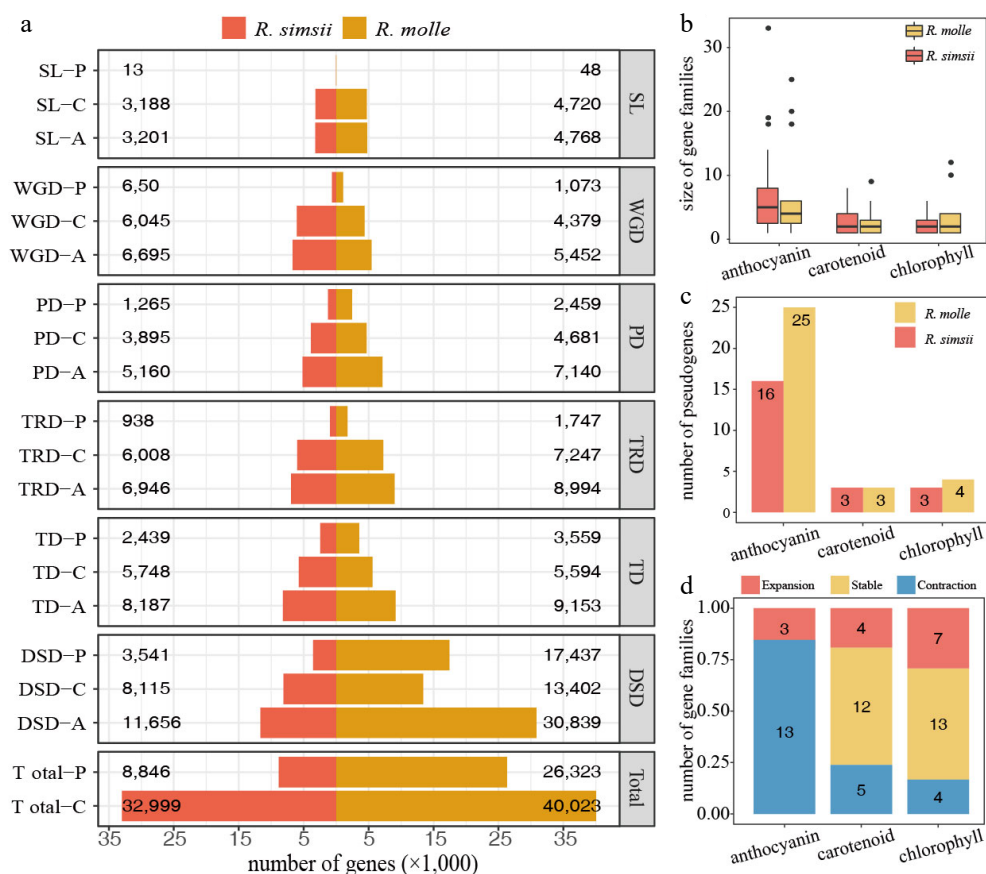 a
R. simsii R. molle
SL-P 13 48
SL-C 3,188 4,720
SL-A 3,201 4,768
SL
WGD-P 6,50 1,073
WGD-C 6,045 4,379
WGD-A 6,695 5,452
WGD
PD-P 1,265 2,459
PD-C 3,895 4,681
PD-A 5,160 7,140
PD
TRD-P 938 1,747
TRD-C 6,008 7,247
TRD-A 6,946 8,994
TRD
TD-P 2,439 3,559
TD-C 5,748 5,594
TD-A 8,187 9,153
TD
DSD-P 3,541 17,437
DSD-C 8,115 13,402
DSD-A 11,656 30,839
DSD
T otal-P 8,846 26,323
T otal-C 32,999 40,023
Total
35 25 15 5 5 15 25 35
number of genes (×1,000)
b
R. molle
R. simsii
size of gene families
30
20
10
0
anthocyanin carotenoid chlorophyll
c
R. molle
R. simsii
number of pseudogenes
25
20
15
10
5
0
16 25 3 3 3 4
anthocyanin carotenoid chlorophyll
d
Expansion Stable Contraction
number of gene families
1.00
0.75
0.50
0.25
0.00
3 4 7
12 13
13 5 4
anthocyanin carotenoid chlorophyll